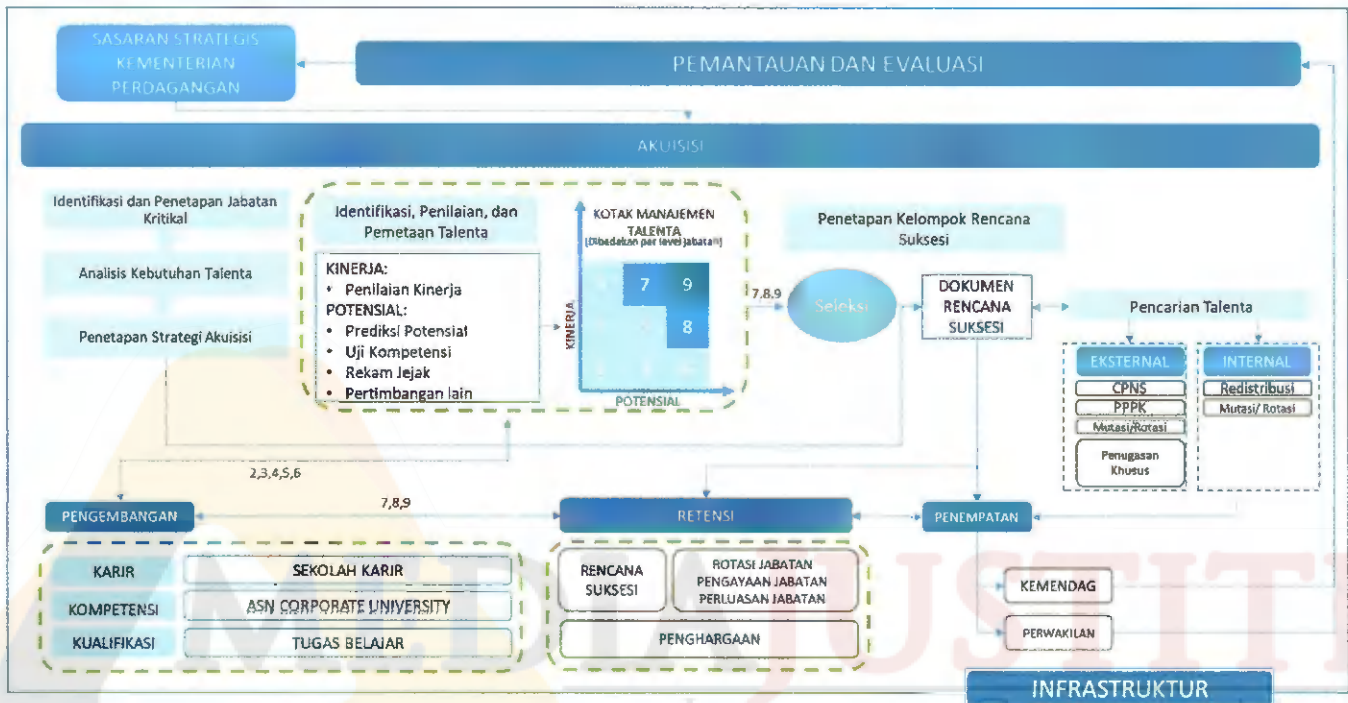 SASARAN STRATEGIS
KEMENTERIAN
PERDAGANGAN
PEMANTAUAN DAN EVALUASI
AKUISISI
Identifikasi dan Penetapan Jabatan
Kritikal
Analisis Kebutuhan Talenta
Penetapan Strategi Akuisisi
Identifikasi, Penilaian, dan
Pemetaan Talenta
KINERJA:
• Penilaian Kinerja
POTENSIAL:
• Prediksi Potensial
• Uji Kompetensi
• Rekam Jejak
• Pertimbangan lain
KOTAK MANAJEMEN
TALENTA
(Dibedakan per level jabatan)
KINERJA
7 9
8
POTENSIAL
7,8,9
Penetapan Kelompok Rencana
Suksesi
Seleksi
DOKUMEN
RENCANA
SUKSESI
Pencarian Talenta
EKSTERNAL
CPNS
PPPK
Mutasi/Rotasi
Penugasan
Khusus
INTERNAL
Redistribusi
Mutasi/ Rotasi
2,3,4,5,6
7,8,9
PENGEMBANGAN
RETENSI
PENEMPATAN
KARIR
SEKOLAH KARIR
KOMPETENSI
ASN CORPORATE UNIVERSITY
KUALIFIKASI
TUGAS BELAJAR
RENCANA
SUKSESI
ROTASI JABATAN
PENGAYAAN JABATAN
PERLUASAN JABATAN
PENGHARGAAN
KEMENDAG
PERWAKILAN
MEDIAJUSTITI
INFRASTRUKTUR